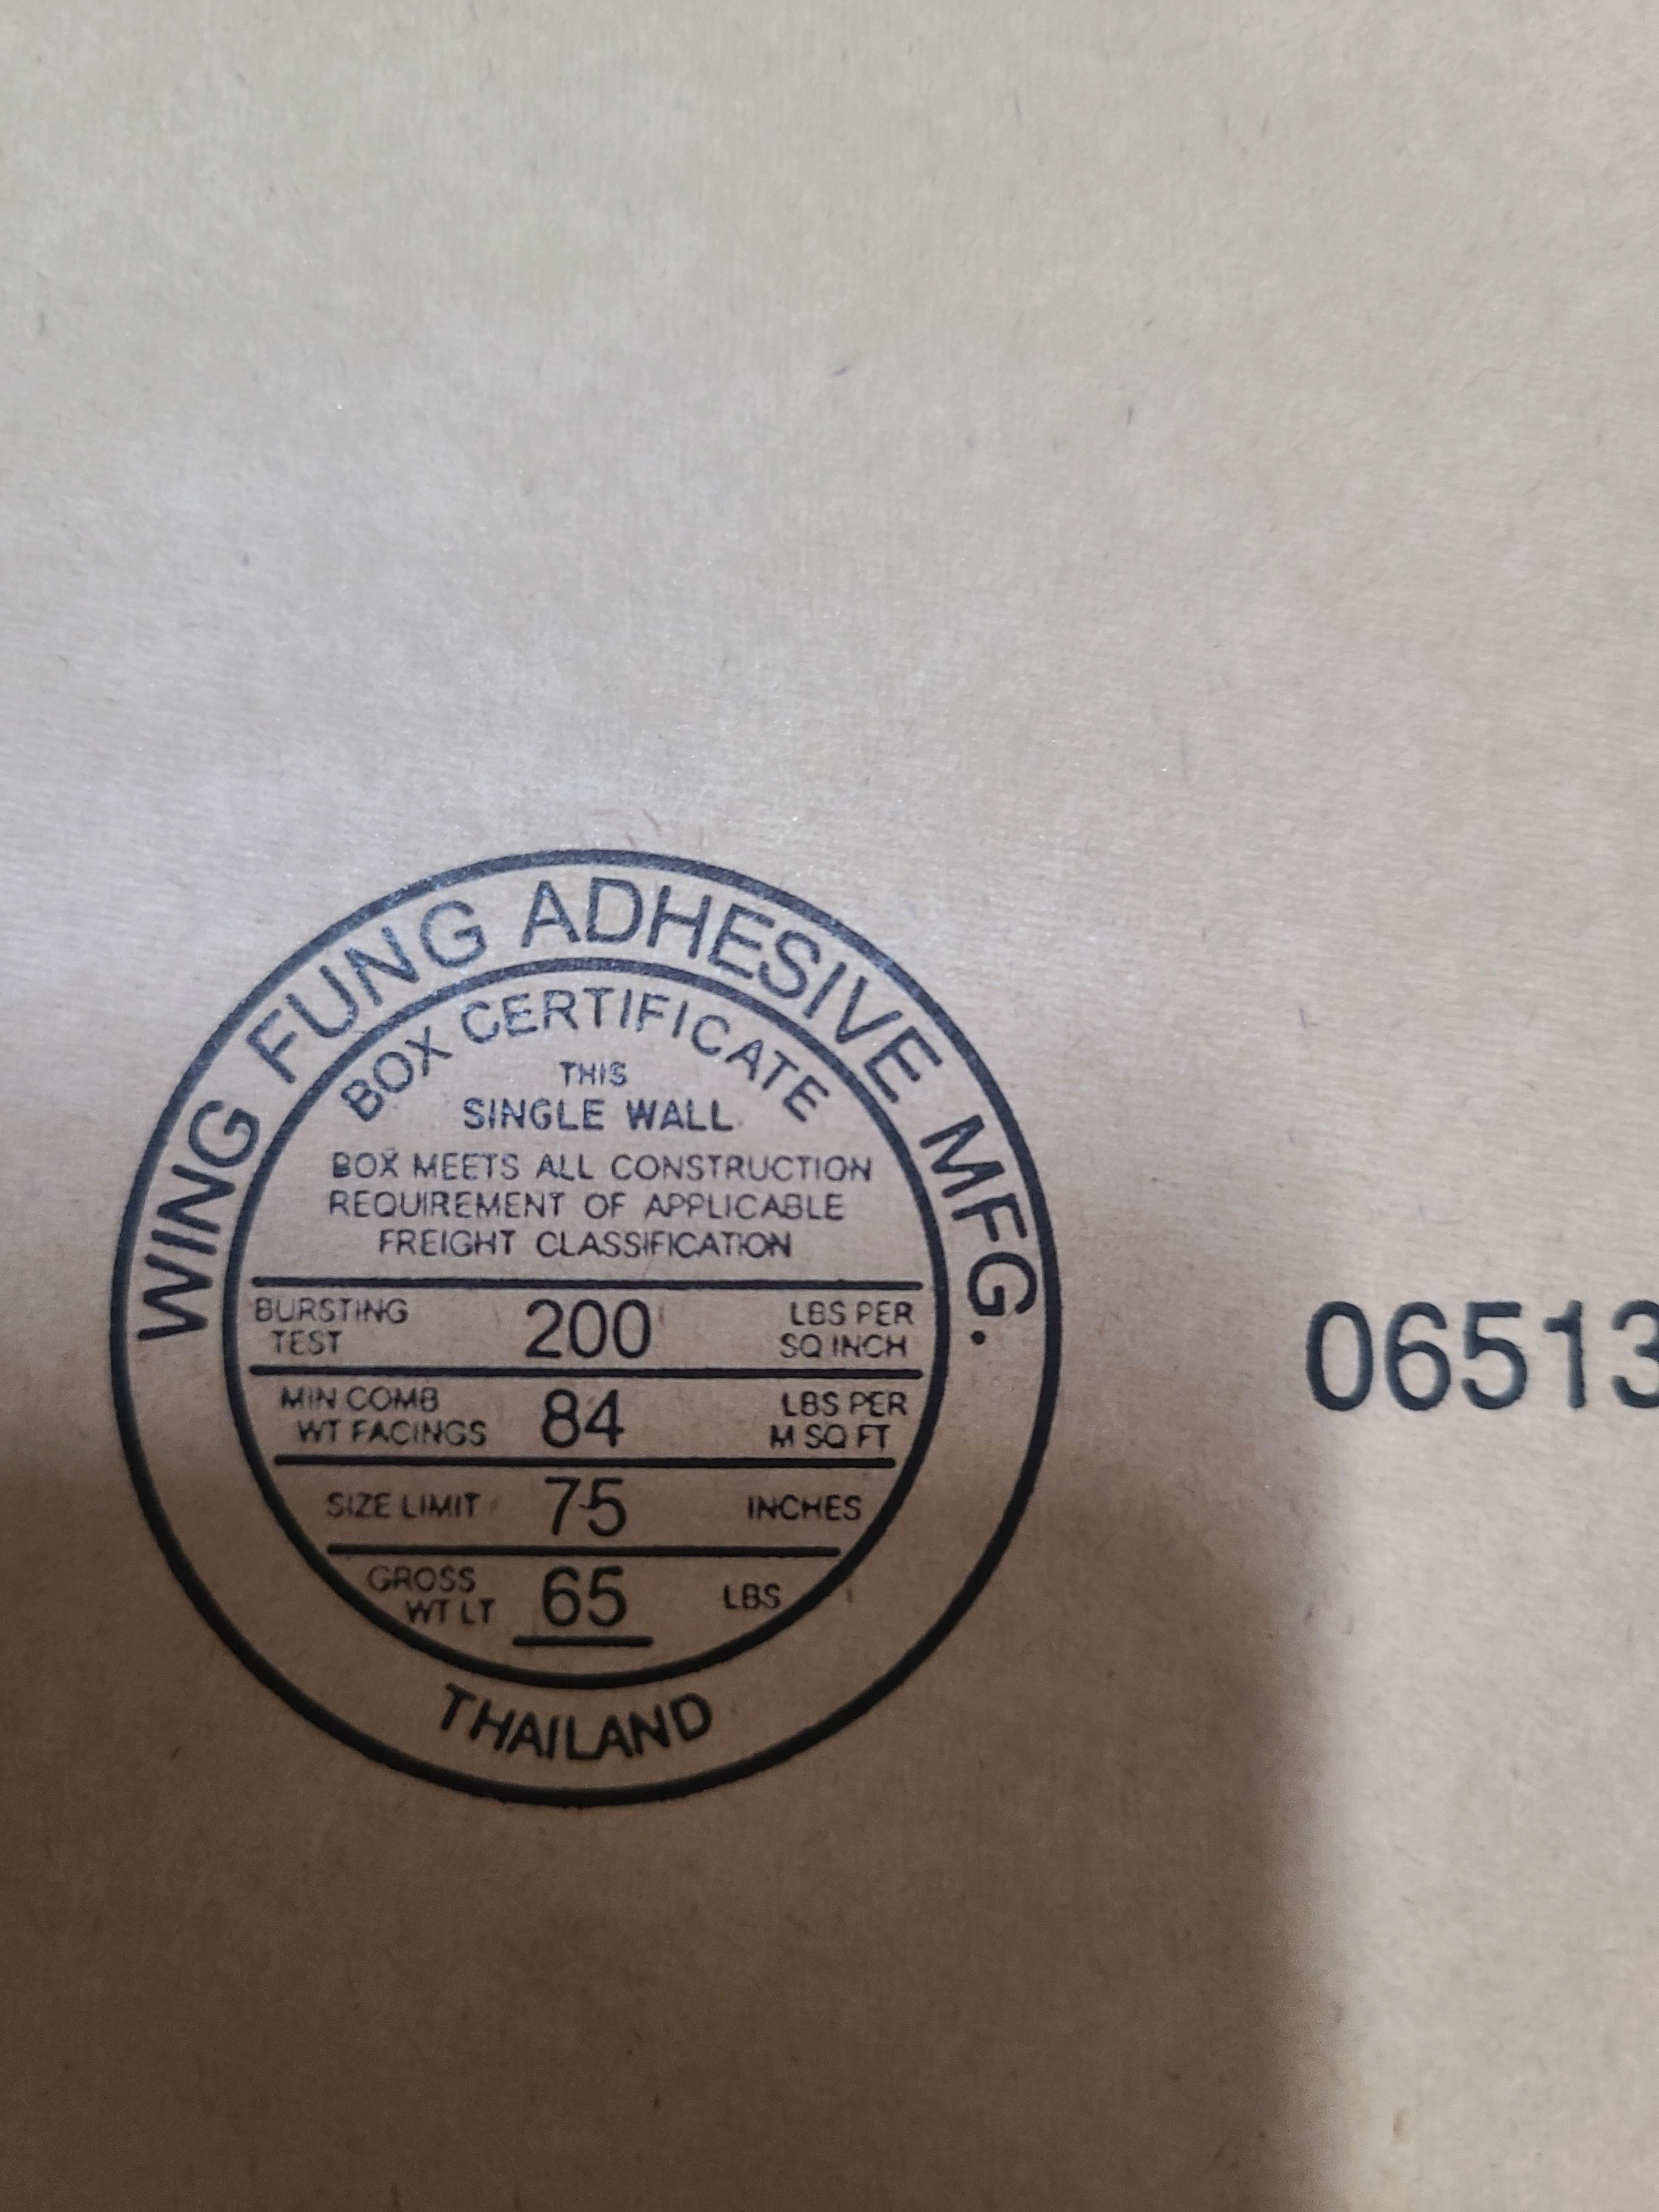 WING FUNG ADHESIVE MFG.
BOX CERTIFICATE
THIS
SINGLE WALL
BOX MEETS ALL CONSTRUCTION
REQUIREMENT OF APPLICABLE
FREIGHT CLASSIFICATION
BURSTING TEST 200 LBS PER SQ INCH
MIN COMB WT FACINGS 84 LBS PER M SQ FT
SIZE LIMIT 75 INCHES
GROSS WT LT 65 LBS
THAILAND
06513